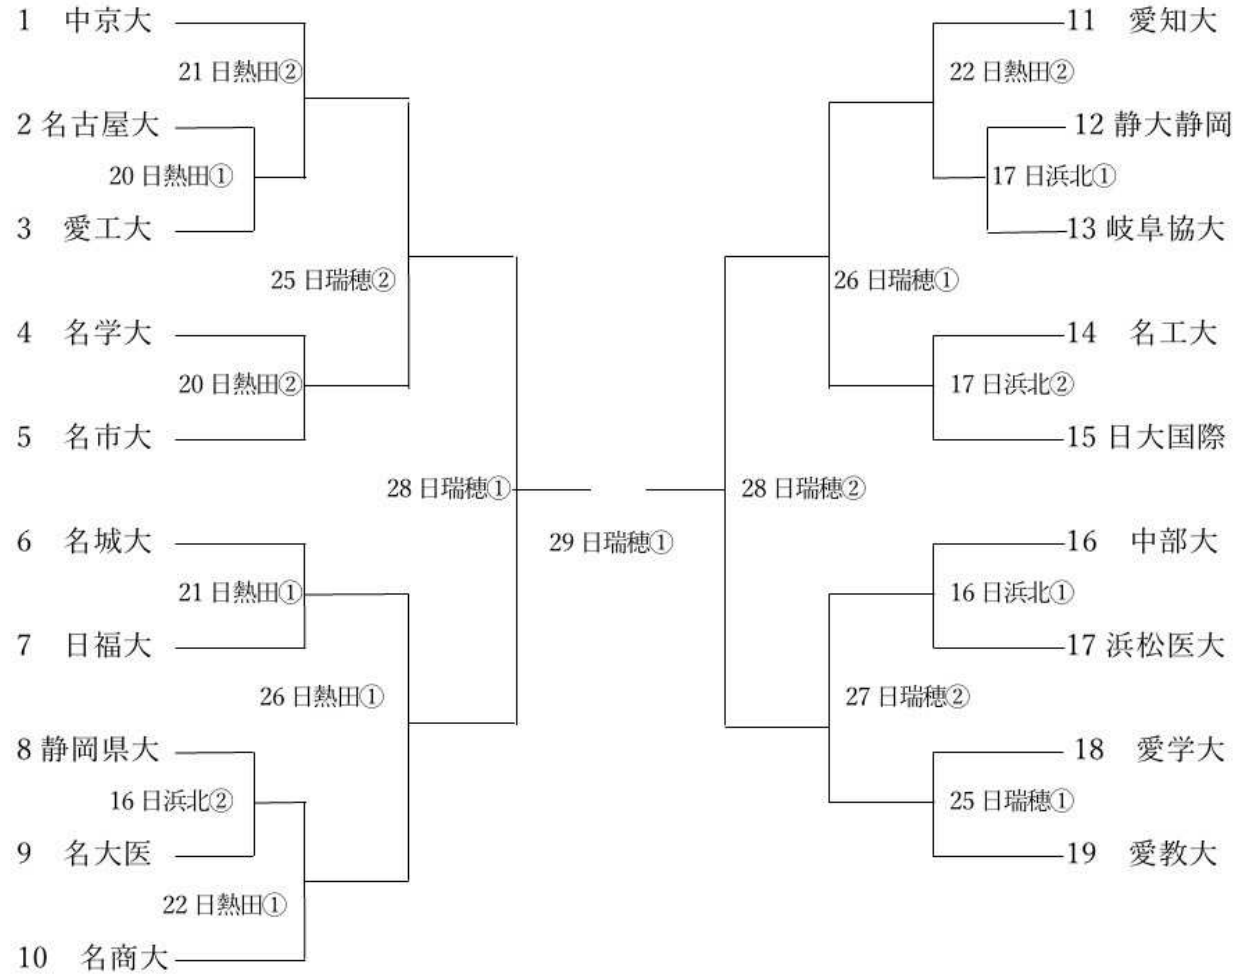 1 中京大
21 日熱田②
2 名古屋大
20 日熱田①
3 愛工大
25 日瑞穂②
4 名学大
20 日熱田②
5 名市大
28 日瑞穂①
6 名城大
21 日熱田①
7 日福大
26 日熱田①
8 静岡県大
16 日浜北②
9 名大医
22 日熱田①
10 名商大
29 日瑞穂①
11 愛知大
22 日熱田②
12 静大静岡
17 日浜北①
13 岐阜協大
26 日瑞穂①
14 名工大
17 日浜北②
15 日大国際
28 日瑞穂②
16 中部大
16 日浜北①
17 浜松医大
27 日瑞穂②
18 愛学大
25 日瑞穂①
19 愛教大